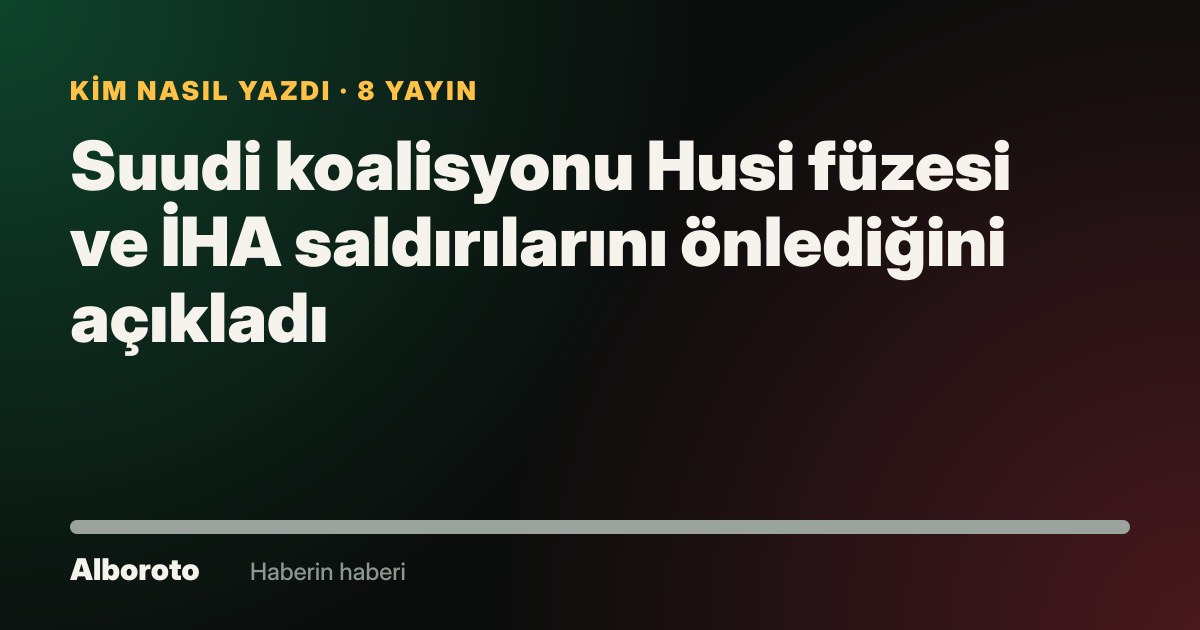 KİM NASIL YAZDI · 8 YAYIN
Suudi koalisyonu Husi füzesi
ve İHA saldırılarını önlediğini
açıkladı
Alboroto
Haberin haberi